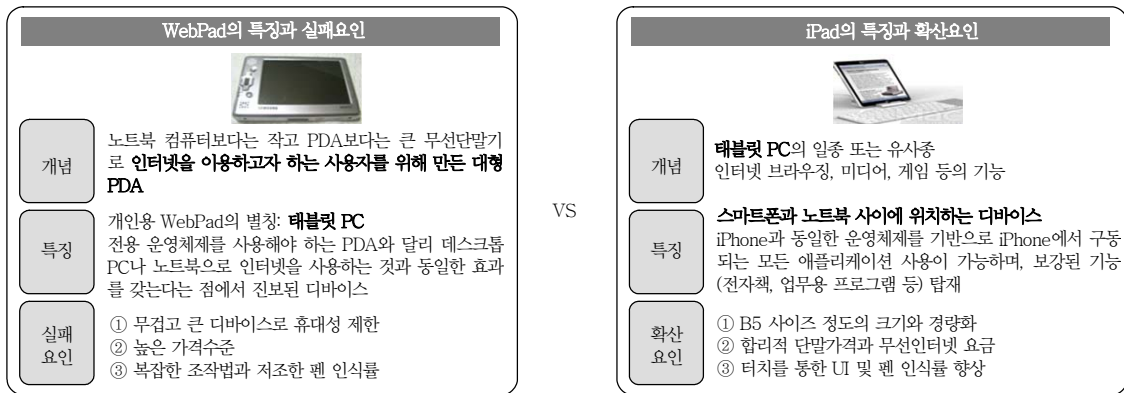 WebPad의 특징과 실패요인
개념
노트북 컴퓨터보다는 작고 PDA보다는 큰 무선단말기
로 인터넷을 이용하고자 하는 사용자를 위해 만든 대형
PDA
특징
개인용 WebPad의 별칭: 태블릿 PC
전용 운영체제를 사용해야 하는 PDA와 달리 데스크톱
PC나 노트북으로 인터넷을 사용하는 것과 동일한 효과
를 갖는다는 점에서 진보된 디바이스
실패
요인
① 무겁고 큰 디바이스로 휴대성 제한
② 높은 가격수준
③ 복잡한 조작법과 저조한 펜 인식률
VS
iPad의 특징과 확산요인
개념
태블릿 PC의 일종 또는 유사종
인터넷 브라우징, 미디어, 게임 등의 기능
특징
스마트폰과 노트북 사이에 위치하는 디바이스
iPhone과 동일한 운영체제를 기반으로 iPhone에서 구동
되는 모든 애플리케이션 사용이 가능하며, 보강된 기능
(전자책, 업무용 프로그램 등) 탑재
확산
요인
① B5 사이즈 정도의 크기와 경량화
② 합리적 단말가격과 무선인터넷 요금
③ 터치를 통한 UI 및 펜 인식률 향상